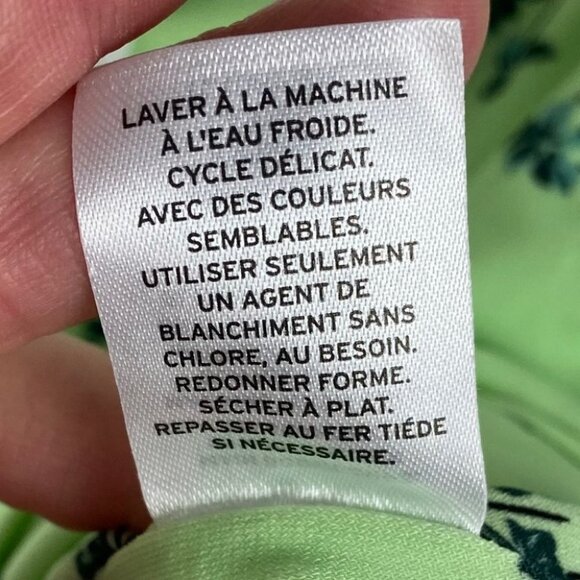 LAVER À LA MACHINE
À L'EAU FROIDE.
CYCLE DÉLICAT.
AVEC DES COULEURS
SEMBLABLES.
UTILISER SEULEMENT
UN AGENT DE
BLANCHIMENT SANS
CHLORE, AU BESOIN.
REDONNER FORME.
SÉCHER À PLAT.
REPASSER AU FER TIÉDE
SI NÉCESSAIRE.